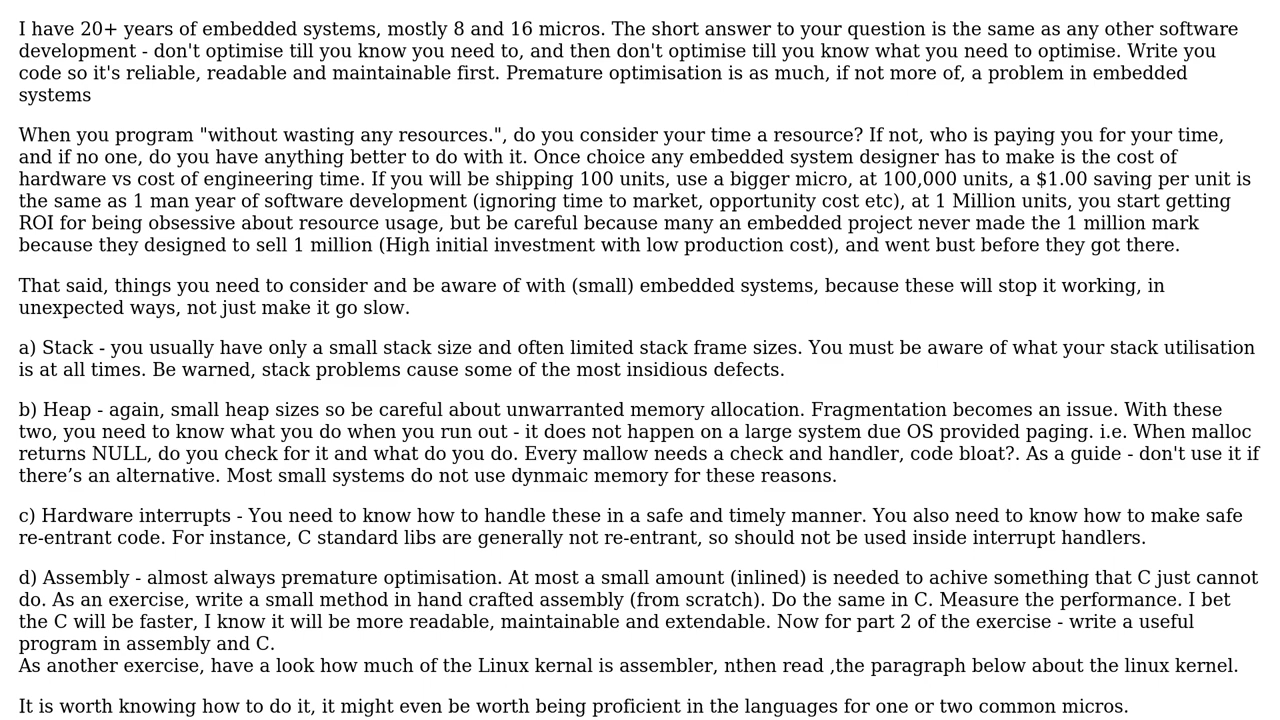 I have 20+ years of embedded systems, mostly 8 and 16 micros. The short answer to your question is the same as any other software
development - don't optimise till you know you need to, and then don't optimise till you know what you need to optimise. Write you
code so it's reliable, readable and maintainable first. Premature optimisation is as much, if not more of, a problem in embedded
systems
When you program "without wasting any resources.", do you consider your time a resource? If not, who is paying you for your time,
and if no one, do you have anything better to do with it. Once choice any embedded system designer has to make is the cost of
hardware vs cost of engineering time. If you will be shipping 100 units, use a bigger micro, at 100,000 units, a $1.00 saving per unit is
the same as 1 man year of software development (ignoring time to market, opportunity cost etc), at 1 Million units, you start getting
ROI for being obsessive about resource usage, but be careful because many an embedded project never made the 1 million mark
because they designed to sell 1 million (High initial investment with low production cost), and went bust before they got there.
That said, things you need to consider and be aware of with (small) embedded systems, because these will stop it working, in
unexpected ways, not just make it go slow.
a) Stack - you usually have only a small stack size and often limited stack frame sizes. You must be aware of what your stack utilisation
is at all times. Be warned, stack problems cause some of the most insidious defects.
b) Heap - again, small heap sizes so be careful about unwarranted memory allocation. Fragmentation becomes an issue. With these
two, you need to know what you do when you run out - it does not happen on a large system due OS provided paging. i.e. When malloc
returns NULL, do you check for it and what do you do. Every mallow needs a check and handler, code bloat?. As a guide - don't use it if
there’s an alternative. Most small systems do not use dynmaic memory for these reasons.
c) Hardware interrupts - You need to know how to handle these in a safe and timely manner. You also need to know how to make safe
re-entrant code. For instance, C standard libs are generally not re-entrant, so should not be used inside interrupt handlers.
d) Assembly - almost always premature optimisation. At most a small amount (inlined) is needed to achive something that C just cannot
do. As an exercise, write a small method in hand crafted assembly (from scratch). Do the same in C. Measure the performance. I bet
the C will be faster, I know it will be more readable, maintainable and extendable. Now for part 2 of the exercise - write a useful
program in assembly and C.
As another exercise, have a look how much of the Linux kernal is assembler, nthen read ,the paragraph below about the linux kernel.
It is worth knowing how to do it, it might even be worth being proficient in the languages for one or two common micros.